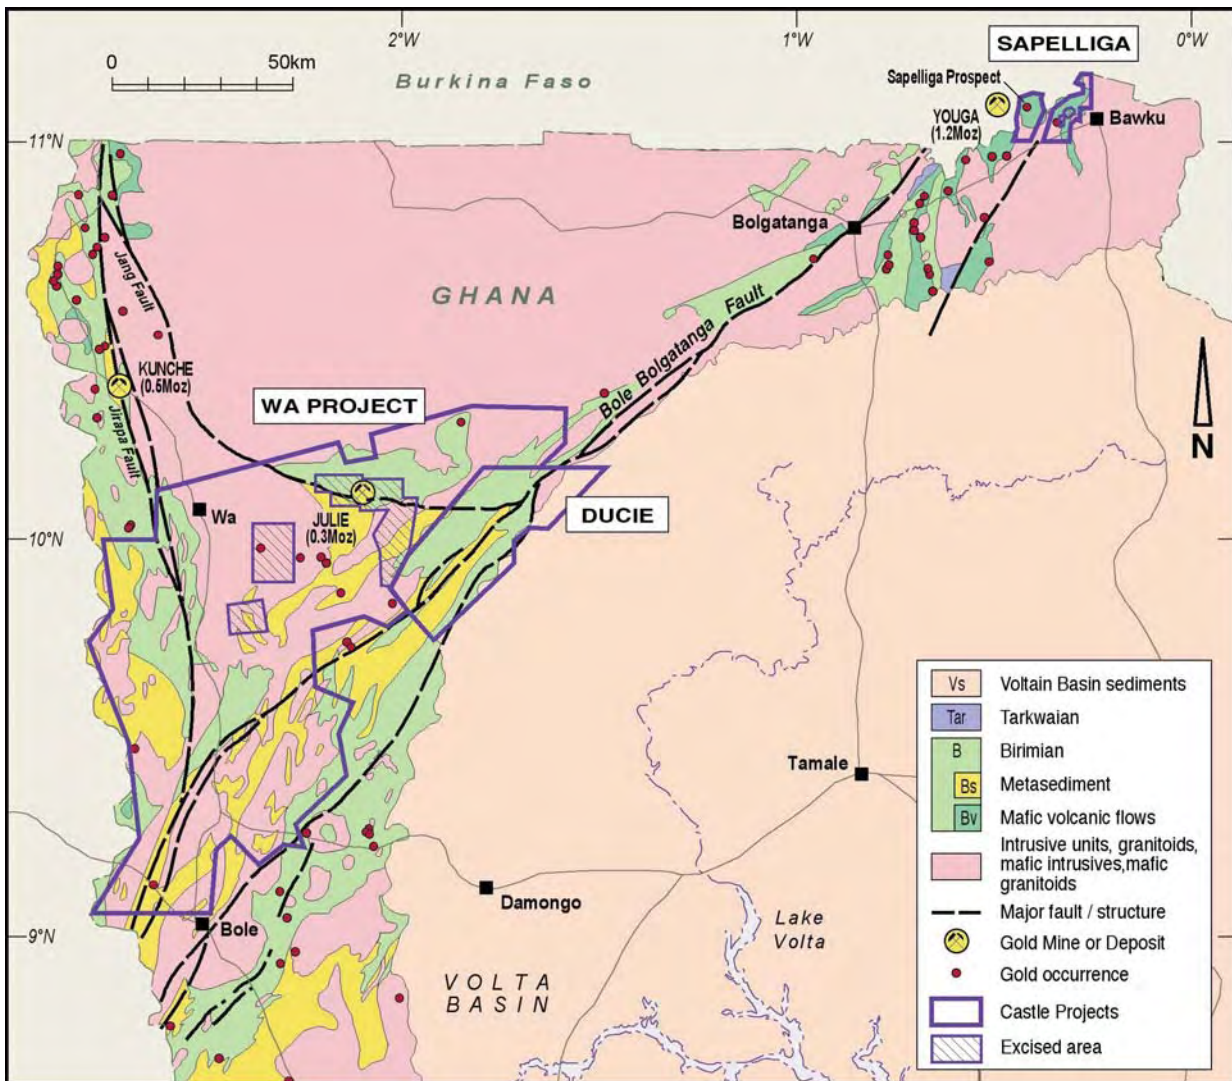 2°W
1°W
0°W
SAPELLIGA
0 50km
Burkina Faso
Sapelliga Prospect
YOUGA
(1.2Moz)
Bawku
11°N
Bolgatanga
Jang Fault
GHANA
Bole Bolgatanga Fault
KUNCHE
(0.5Moz)
WA PROJECT
Jirapa Fault
N
Wa
JULIE
(0.3Moz)
DUCIE
10°N
Vs Voltain Basin sediments
Tar Tarkwaian
B Birimian
Bs Metasediment
Bv Mafic volcanic flows
Intrusive units, granitoids,
mafic intrusives,mafic
granitoids
Major fault / structure
Gold Mine or Deposit
Gold occurrence
Castle Projects
Excised area
Tamale
Damongo
Bole
9°N
Lake
Volta
VOLTA
BASIN